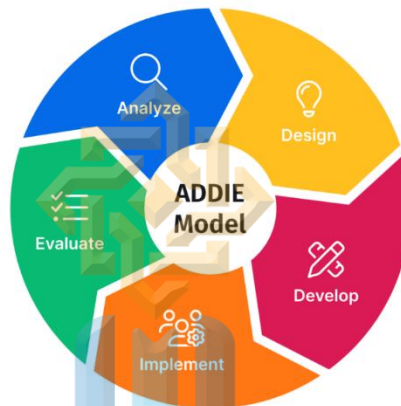 Analyze
Design
ADDIE
Model
Evaluate
Develop
Implement